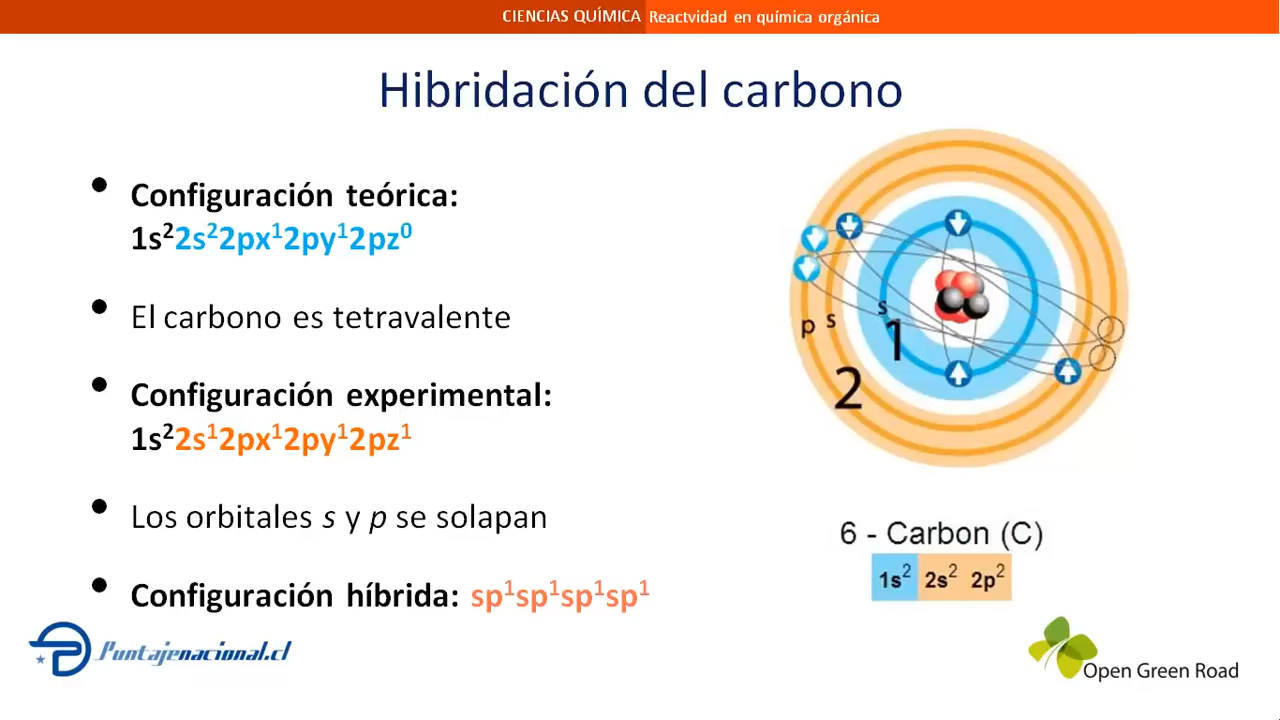 CIENCIAS QUÍMICA Reactvidad en química orgánica
Hibridación del carbono
• Configuración teórica:
1s²2s²2px¹2py¹2pz⁰
• El carbono es tetravalente
• Configuración experimental:
1s²2s¹2px¹2py¹2pz¹
• Los orbitales s y p se solapan
• Configuración híbrida: sp¹sp¹sp¹sp¹
p s s 1
2
6 - Carbon (C)
1s² 2s² 2p²
Puntajenacional.cl
Open Green Road